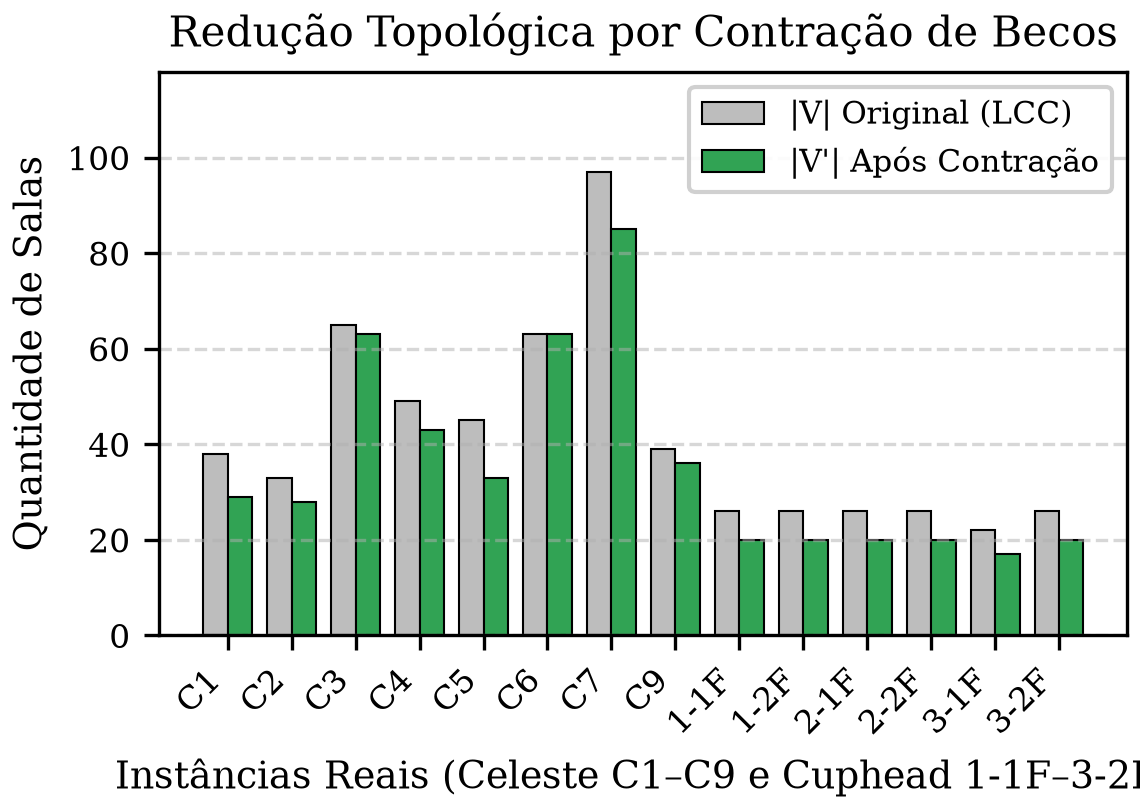 Redução Topológica por Contração de Becos
|V| Original (LCC)
|V'| Após Contração
Quantidade de Salas
100
80
60
40
20
0
C1
C2
C3
C4
C5
C6
C7
C9
1-1F
1-2F
2-1F
2-2F
3-1F
3-2F
Instâncias Reais (Celeste C1–C9 e Cuphead 1-1F–3-2F